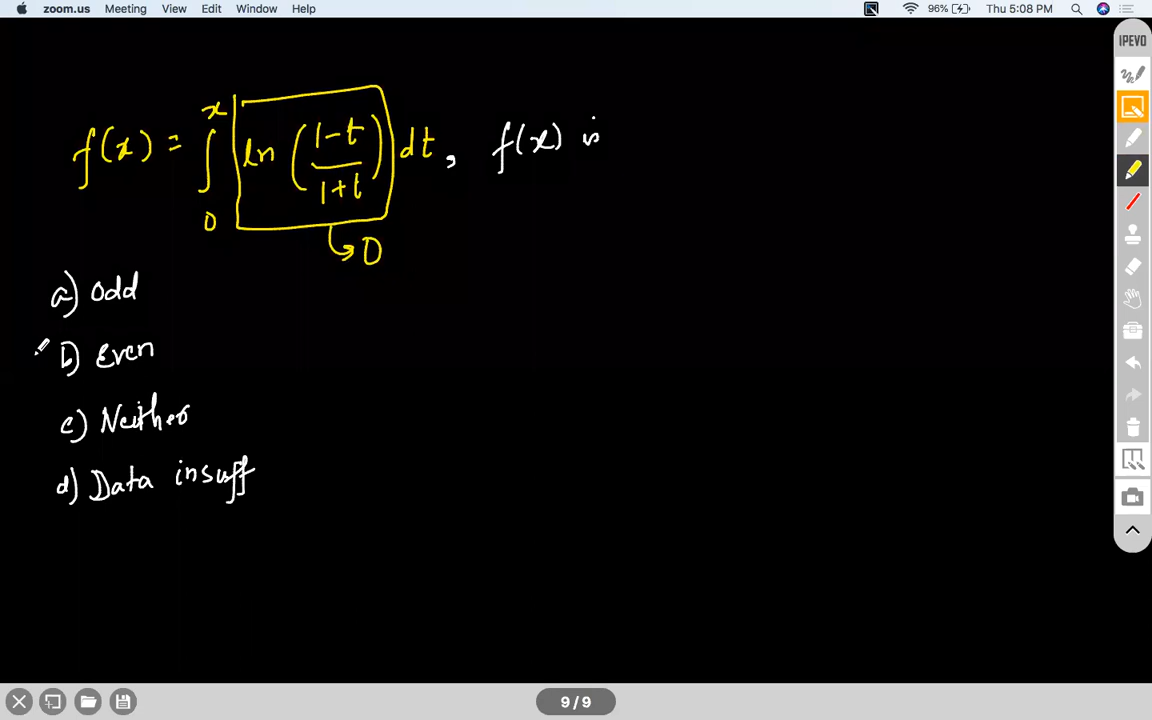 zoom.us Meeting View Edit Window Help 96% Thu 5:08 PM
IPEVO
f(x) = ∫₀ˣ ln((1-t)/(1+t)) dt, f(x) is
→ O
a) Odd
b) Even
c) Neither
d) Data insuff
9 / 9